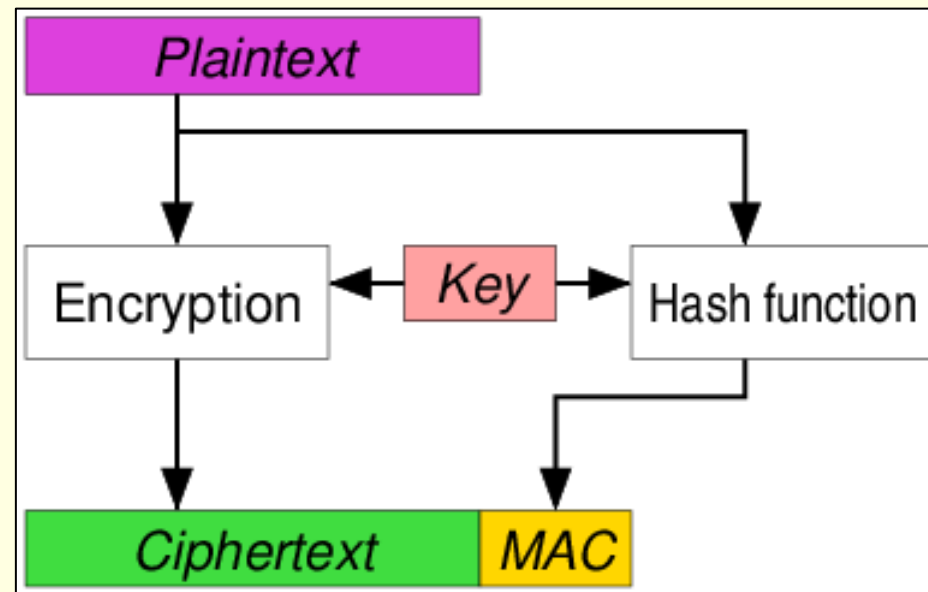 Plaintext
Encryption
Key
Hash function
Ciphertext
MAC